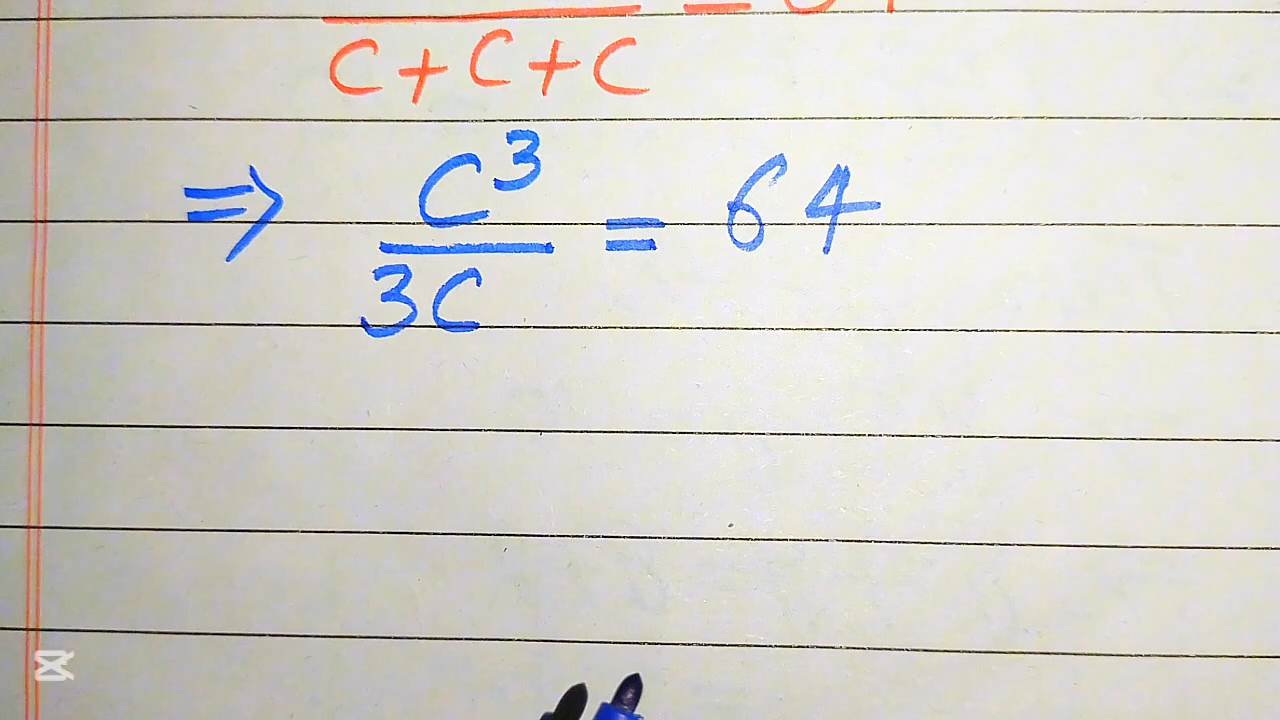 C + C + C
⇒ C³ / 3C = 64